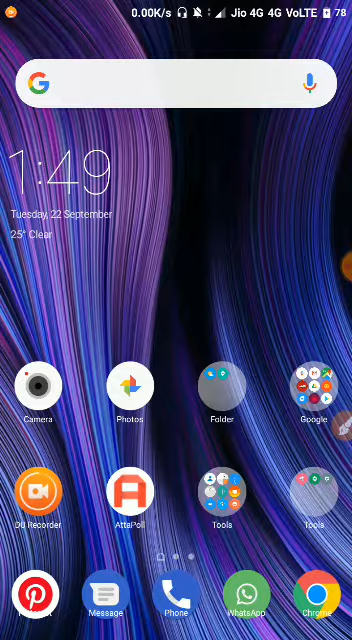 0.00K/s Jio 4G 4G VoLTE 78
1:49
Tuesday, 22 September
25° Clear
Camera Photos Folder Google
DU Recorder AttaPoll Tools Tools
Message Phone WhatsApp Chrome